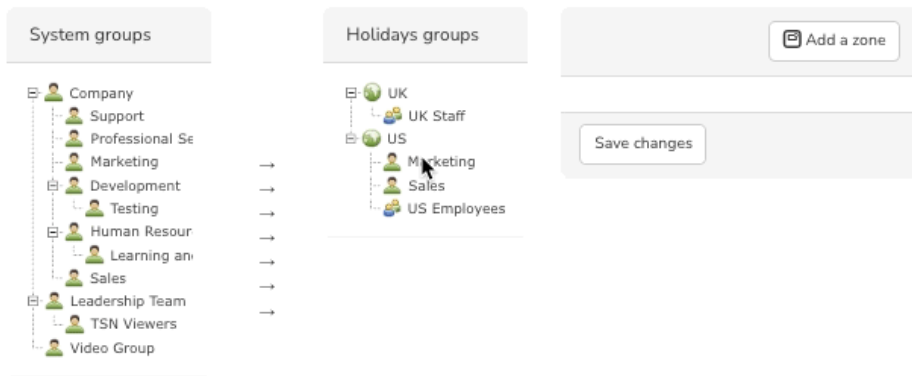 System groups
Company
Support
Professional Se
Marketing
Development
Testing
Human Resour
Learning an
Sales
Leadership Team
TSN Viewers
Video Group
→
→
→
→
→
→
→
Holidays groups
UK
UK Staff
US
Marketing
Sales
US Employees
Add a zone
Save changes